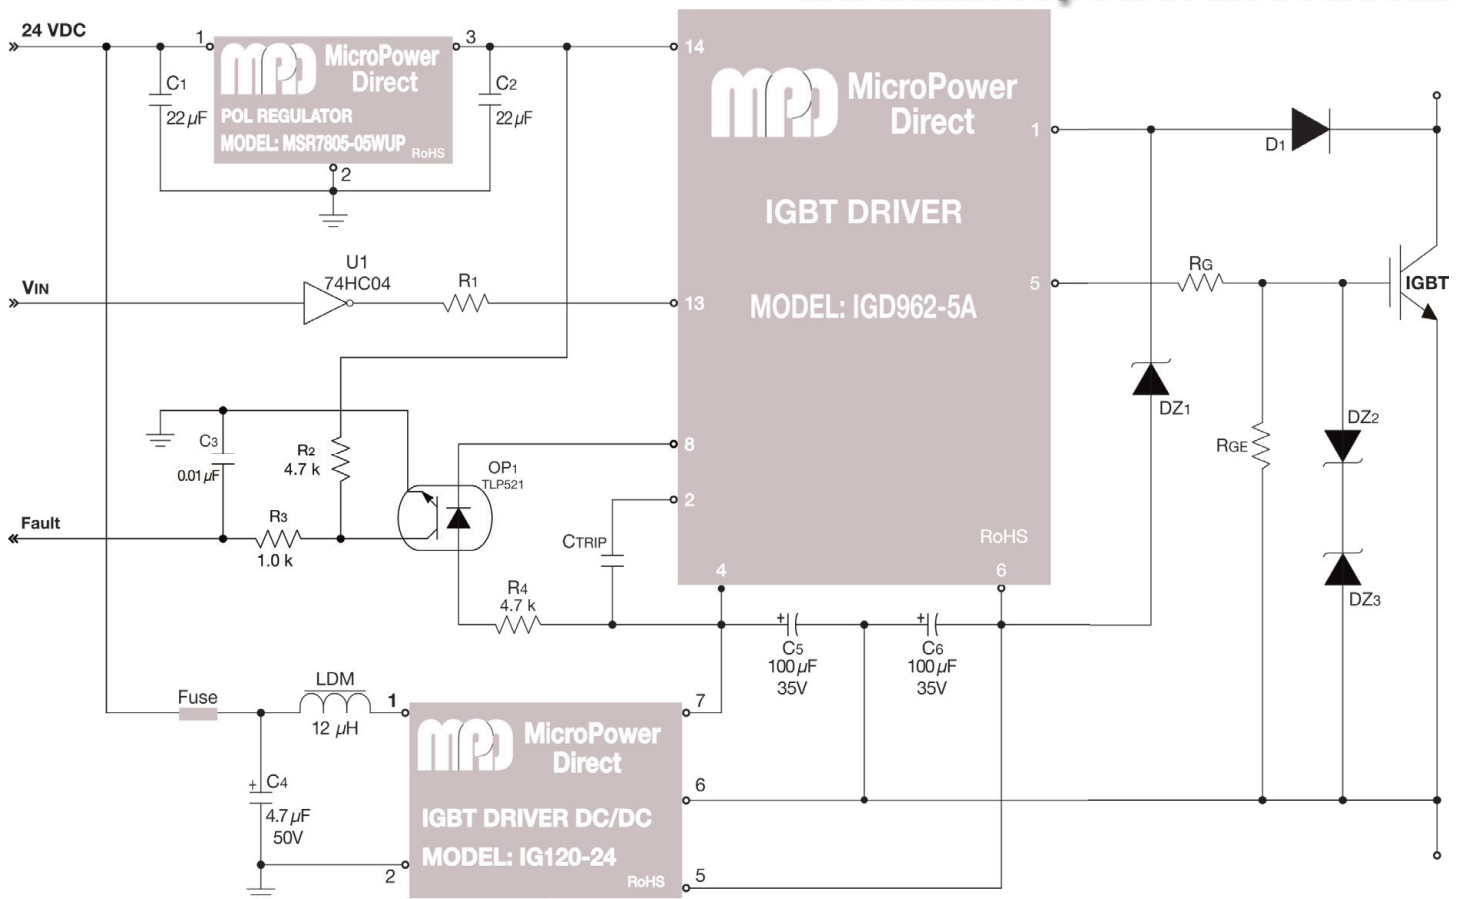 24 VDC
1
MPD
MicroPower
Direct
POL REGULATOR
MODEL: MSR7805-05WUP
RoHS
3
2
C1
22 µF
C2
22 µF
14
MPD
MicroPower
Direct
IGBT DRIVER
MODEL: IGD962-5A
RoHS
1
5
13
8
2
4
6
D1
RG
IGBT
DZ1
RGE
DZ2
DZ3
VIN
U1
74HC04
R1
C3
0.01 µF
R2
4.7 k
OP1
TLP521
Fault
R3
1.0 k
CTRIP
R4
4.7 k
+
C5
100 µF
35V
+
C6
100 µF
35V
Fuse
LDM
12 µH
+
C4
4.7 µF
50V
1
2
MPD
MicroPower
Direct
IGBT DRIVER DC/DC
MODEL: IG120-24
RoHS
7
6
5